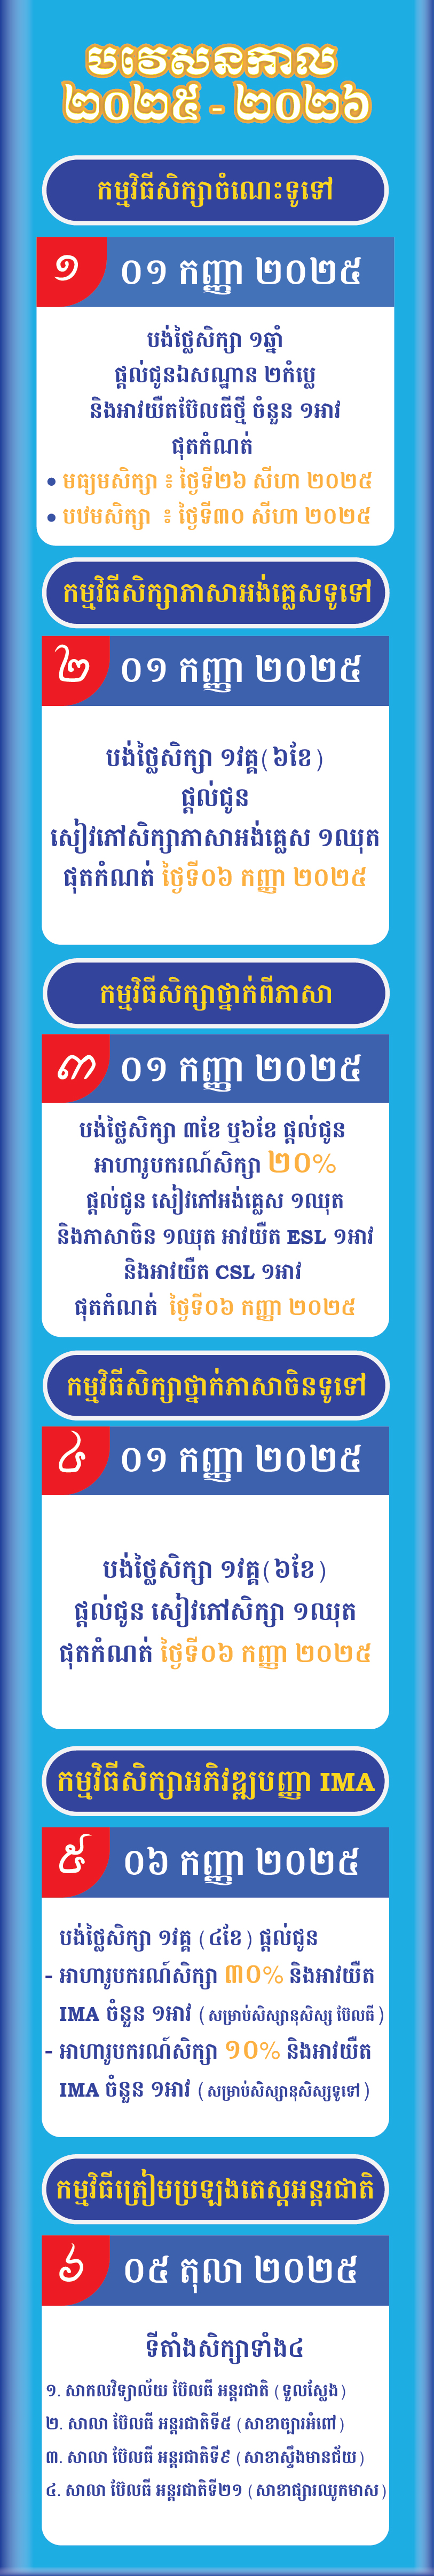 បវេសនកាល
២០២៥ - ២០២៦
កម្មវិធីសិក្សាចំណេះទូទៅ
១
០១ កញ្ញា ២០២៥
បង់ថ្លៃសិក្សា ១ឆ្នាំ
ផ្តល់ជូនឯសណ្ឋាន ២កំប្លេ
និងអាវយឺតប៊ែលធីថ្មី ចំនួន ១អាវ
ផុតកំណត់
• មធ្យមសិក្សា ៖ ថ្ងៃទី២៦ សីហា ២០២៥
• បឋមសិក្សា ៖ ថ្ងៃទី៣០ សីហា ២០២៥
កម្មវិធីសិក្សាភាសាអង់គ្លេសទូទៅ
២
០១ កញ្ញា ២០២៥
បង់ថ្លៃសិក្សា ១វគ្គ(៦ខែ)
ផ្តល់ជូន
សៀវភៅសិក្សាភាសាអង់គ្លេស ១ឈុត
ផុតកំណត់ ថ្ងៃទី០៦ កញ្ញា ២០២៥
កម្មវិធីសិក្សាថ្នាក់ពីភាសា
៣
០១ កញ្ញា ២០២៥
បង់ថ្លៃសិក្សា ៣ខែ ឬ៦ខែ ផ្តល់ជូន
អាហារូបករណ៍សិក្សា ២០%
ផ្តល់ជូន សៀវភៅអង់គ្លេស ១ឈុត
និងភាសាចិន ១ឈុត អាវយឺត ESL ១អាវ
និងអាវយឺត CSL ១អាវ
ផុតកំណត់ ថ្ងៃទី០៦ កញ្ញា ២០២៥
កម្មវិធីសិក្សាថ្នាក់ភាសាចិនទូទៅ
៤
០១ កញ្ញា ២០២៥
បង់ថ្លៃសិក្សា ១វគ្គ(៦ខែ)
ផ្តល់ជូន សៀវភៅសិក្សា ១ឈុត
ផុតកំណត់ ថ្ងៃទី០៦ កញ្ញា ២០២៥
កម្មវិធីសិក្សាអភិវឌ្ឍបញ្ញា IMA
៥
០៦ កញ្ញា ២០២៥
បង់ថ្លៃសិក្សា ១វគ្គ (៤ខែ) ផ្តល់ជូន
- អាហារូបករណ៍សិក្សា ៣០% និងអាវយឺត
IMA ចំនួន ១អាវ (សម្រាប់សិស្សានុសិស្ស ប៊ែលធី)
- អាហារូបករណ៍សិក្សា ១០% និងអាវយឺត
IMA ចំនួន ១អាវ (សម្រាប់សិស្សានុសិស្សទូទៅ)
កម្មវិធីត្រៀមប្រឡងតេស្តអន្តរជាតិ
៦
០៥ តុលា ២០២៥
ទីតាំងសិក្សាទាំង៤
១. សាកលវិទ្យាល័យ ប៊ែលធី អន្តរជាតិ (ទួលស្លែង)
២. សាលា ប៊ែលធី អន្តរជាតិទី៥ (សាខាច្បារអំពៅ)
៣. សាលា ប៊ែលធី អន្តរជាតិទី៩ (សាខាស្ទឹងមានជ័យ)
៤. សាលា ប៊ែលធី អន្តរជាតិទី២១ (សាខាផ្សារឈូកមាស)